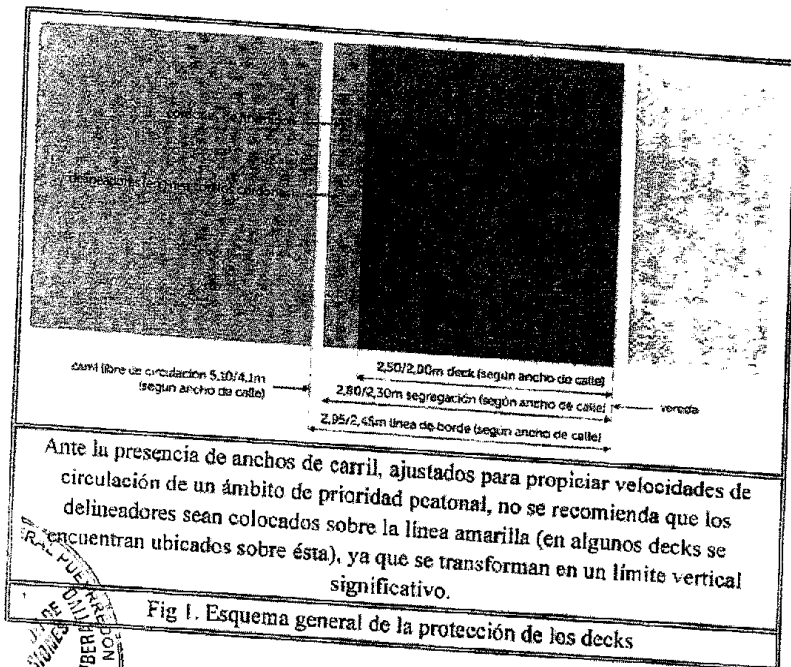 carril libre de circulación 5,10/4,1m
(según ancho de calle)
2,50/2,00m deck (según ancho de calle)
2,80/2,30m segregación (según ancho de calle)
vereda
2,95/2,45m línea de borde (según ancho de calle)
Ante la presencia de anchos de carril, ajustados para propiciar velocidades de
circulación de un ámbito de prioridad peatonal, no se recomienda que los
delineadores sean colocados sobre la línea amarilla (en algunos decks se
encuentran ubicados sobre ésta), ya que se transforman en un límite vertical
significativo.
Fig 1. Esquema general de la protección de los decks